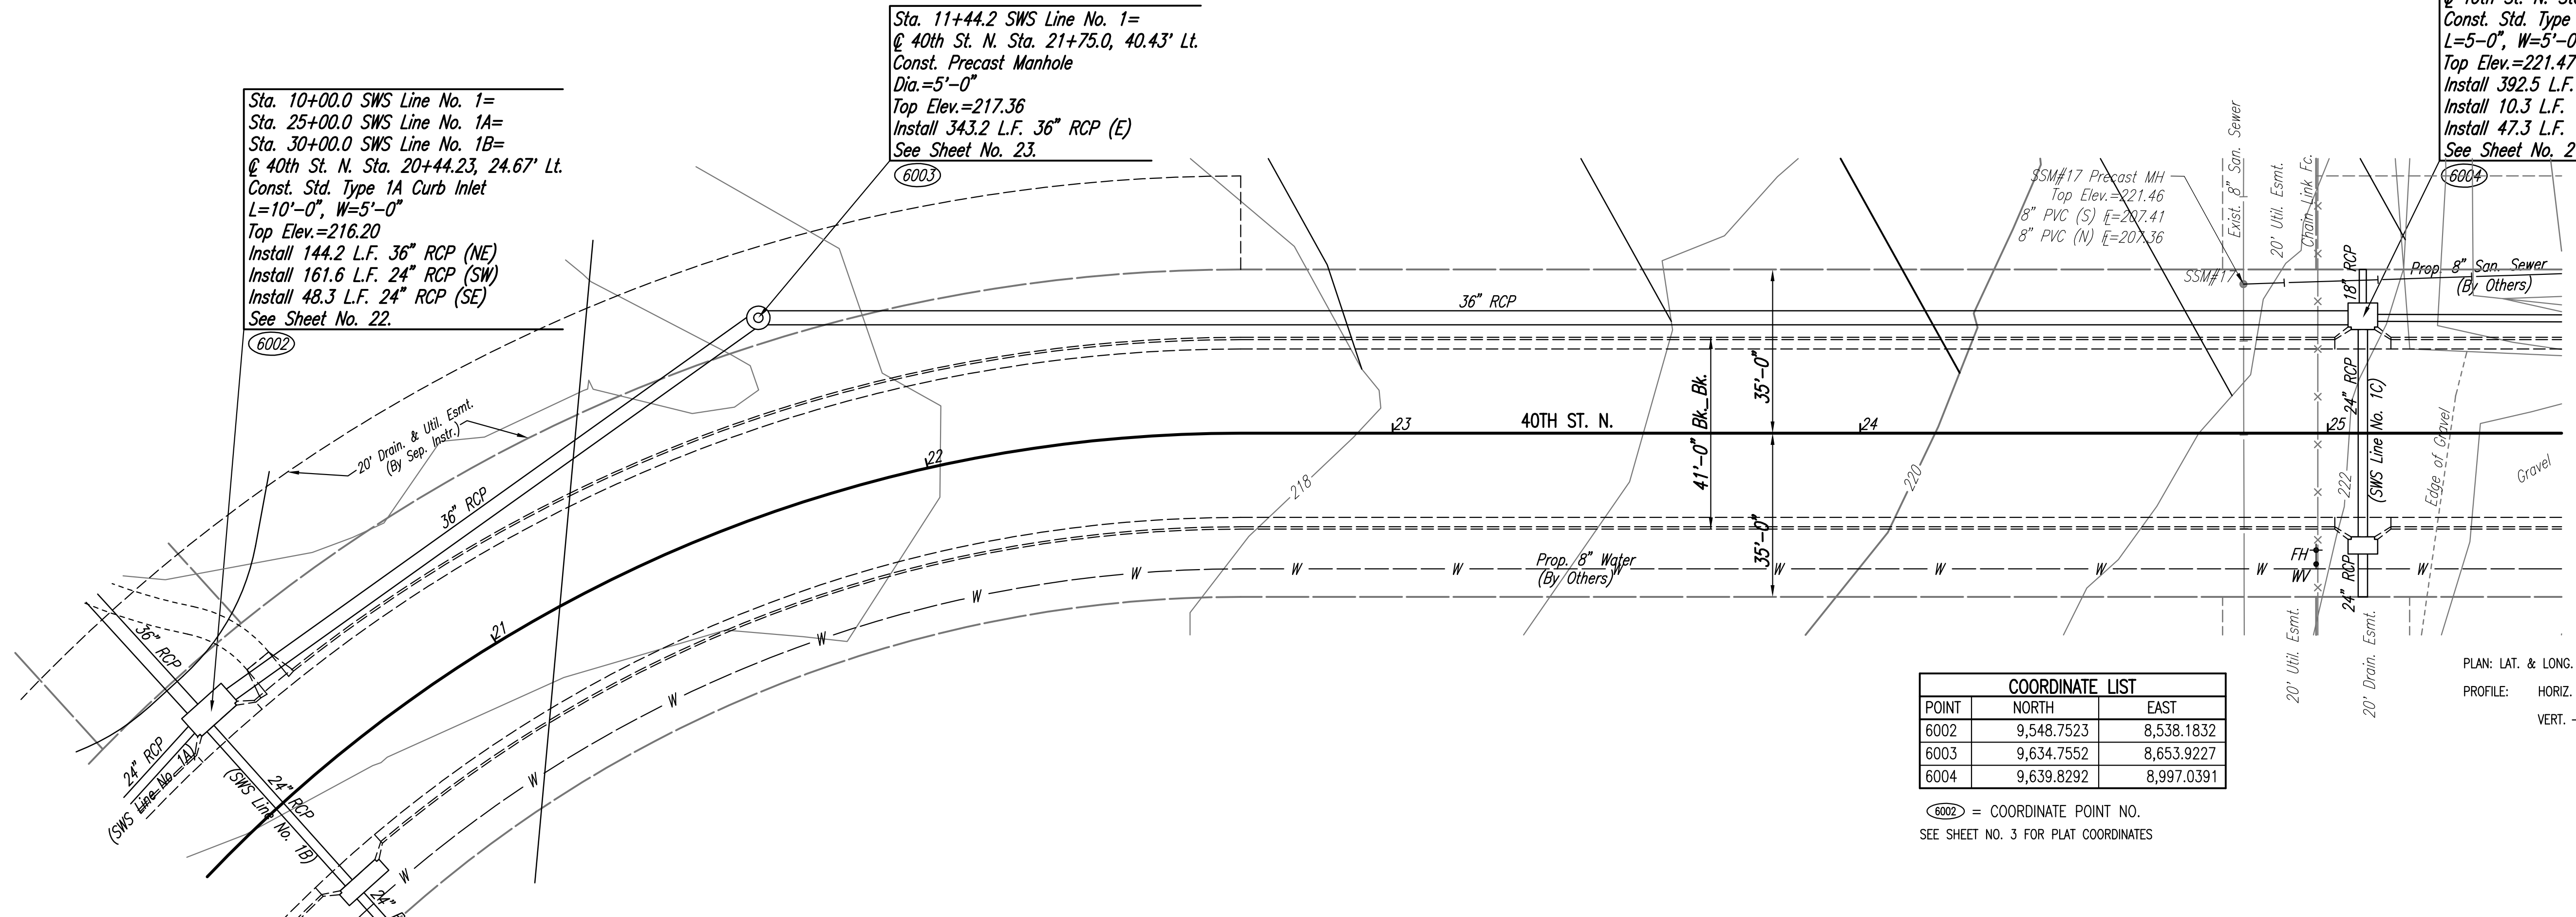 Sta. 10+00.0 SWS Line No. 1=
Sta. 25+00.0 SWS Line No. 1A=
Sta. 30+00.0 SWS Line No. 1B=
℄ 40th St. N. Sta. 20+44.23, 24.67' Lt.
Const. Std. Type 1A Curb Inlet
L=10'-0", W=5'-0"
Top Elev.=216.20
Install 144.2 L.F. 36" RCP (NE)
Install 161.6 L.F. 24" RCP (SW)
Install 48.3 L.F. 24" RCP (SE)
See Sheet No. 22.
6002
Sta. 11+44.2 SWS Line No. 1=
℄ 40th St. N. Sta. 21+75.0, 40.43' Lt.
Const. Precast Manhole
Dia.=5'-0"
Top Elev.=217.36
Install 343.2 L.F. 36" RCP (E)
See Sheet No. 23.
6003
Const. Std. Type
L=5-0", W=5'-0
Top Elev.=221.47
Install 392.5 L.F.
Install 10.3 L.F.
Install 47.3 L.F.
See Sheet No. 2
6004
SSM#17 Precast MH
Top Elev.=221.46
8" PVC (S) F̵L=207.41
8" PVC (N) F̵L=207.36
SSM#17
Exist. 8" San. Sewer
20' Util. Esmt.
Chain Link Fc.
18" RCP
Prop. 8" San. Sewer
(By Others)
36" RCP
35'-0"
41'-0" Bk._Bk.
35'-0"
40TH ST. N.
21
22
23
24
25
218
220
222
24" RCP
(SWS Line No. 1C)
Edge of Gravel
Gravel
20' Drain. & Util. Esmt.
(By Sep. Instr.)
36" RCP
36" RCP
24" RCP
(SWS Line No. 1A)
24" RCP
(SWS Line No. 1B)
24"
Prop. 8" Water
(By Others)
W W W W W W W W W W W W W W W W
FH
WV
24" RCP
20' Util. Esmt.
20' Drain. Esmt.
COORDINATE LIST
POINT NORTH EAST
6002 9,548.7523 8,538.1832
6003 9,634.7552 8,653.9227
6004 9,639.8292 8,997.0391
6002 = COORDINATE POINT NO.
SEE SHEET NO. 3 FOR PLAT COORDINATES
PLAN: LAT. & LONG.
PROFILE: HORIZ.
VERT. -